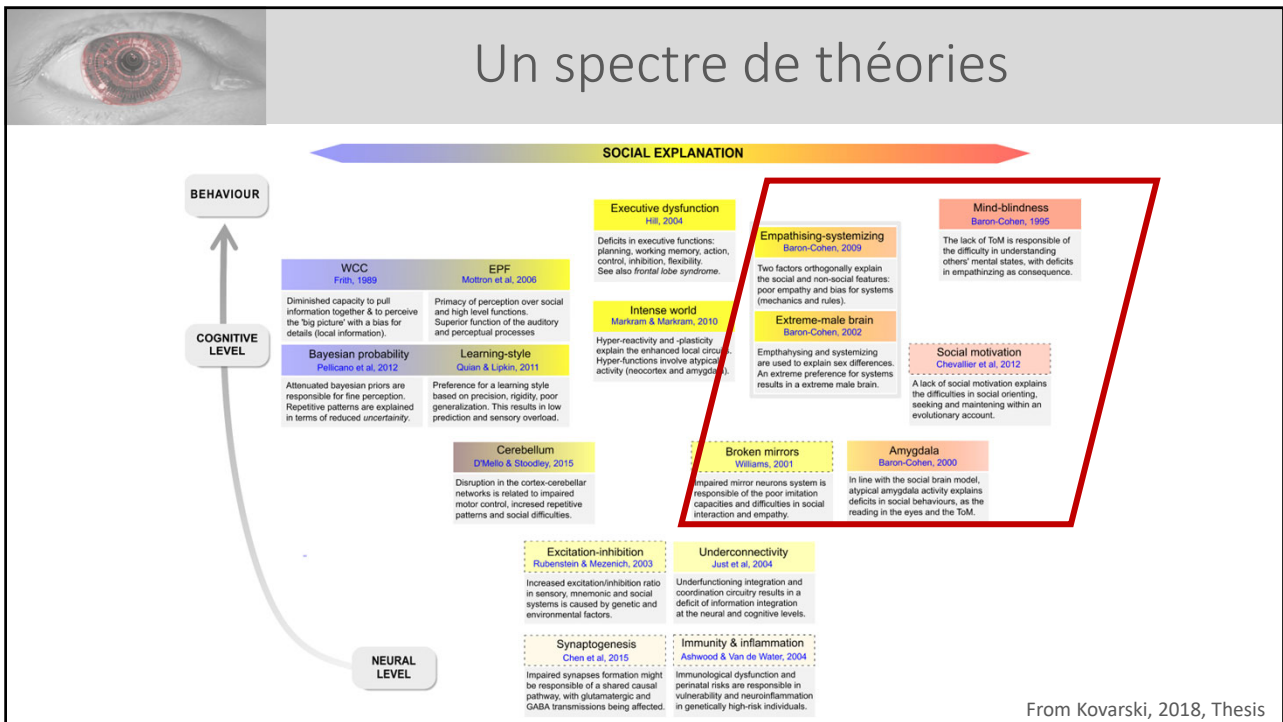 Un spectre de théories
SOCIAL EXPLANATION
BEHAVIOUR
COGNITIVE
LEVEL
NEURAL
LEVEL
WCC
Frith, 1989
Diminished capacity to pull
information together & to perceive
the 'big picture' with a bias for
details (local information).
EPF
Mottron et al, 2006
Primacy of perception over social
and high level functions.
Superior function of the auditory
and perceptual processes
Bayesian probability
Pellicano et al, 2012
Attenuated bayesian priors are
responsible for fine perception.
Repetitive patterns are explained
in terms of reduced uncertainity.
Learning-style
Quian & Lipkin, 2011
Preference for a learning style
based on precision, rigidity, poor
generalization. This results in low
prediction and sensory overload.
Executive dysfunction
Hill, 2004
Deficits in executive functions:
planning, working memory, action,
control, inhibition, flexibility.
See also frontal lobe syndrome.
Intense world
Markram & Markram, 2010
Hyper-reactivity and -plasticity
explain the enhanced local circuits.
Hyper-functions involve atypical
activity (neocortex and amygdala).
Empathising-systemizing
Baron-Cohen, 2009
Two factors orthogonally explain
the social and non-social features:
poor empathy and bias for systems
(mechanics and rules).
Extreme-male brain
Baron-Cohen, 2002
Empthahysing and systemizing
are used to explain sex differences.
An extreme preference for systems
results in a extreme male brain.
Mind-blindness
Baron-Cohen, 1995
The lack of ToM is responsible of
the difficulty in understanding
others' mental states, with deficits
in empathinzing as consequence.
Social motivation
Chevallier et al, 2012
A lack of social motivation explains
the difficulties in social orienting,
seeking and maintening within an
evolutionary account.
Cerebellum
D'Mello & Stoodley, 2015
Disruption in the cortex-cerebellar
networks is related to impaired
motor control, incresed repetitive
patterns and social difficulties.
Broken mirrors
Williams, 2001
Impaired mirror neurons system is
responsible of the poor imitation
capacities and difficulties in social
interaction and empathy.
Amygdala
Baron-Cohen, 2000
In line with the social brain model,
atypical amygdala activity explains
deficits in social behaviours, as the
reading in the eyes and the ToM.
Excitation-inhibition
Rubenstein & Mezenich, 2003
Increased excitation/inhibition ratio
in sensory, mnemonic and social
systems is caused by genetic and
environmental factors.
Underconnectivity
Just et al, 2004
Underfunctioning integration and
coordination circuitry results in a
deficit of information integration
at the neural and cognitive levels.
Synaptogenesis
Chen et al, 2015
Impaired synapses formation might
be responsible of a shared causal
pathway, with glutamatergic and
GABA transmissions being affected.
Immunity & inflammation
Ashwood & Van de Water, 2004
Immunological dysfunction and
perinatal risks are responsible in
vulnerability and neuroinflammation
in genetically high-risk individuals.
From Kovarski, 2018, Thesis